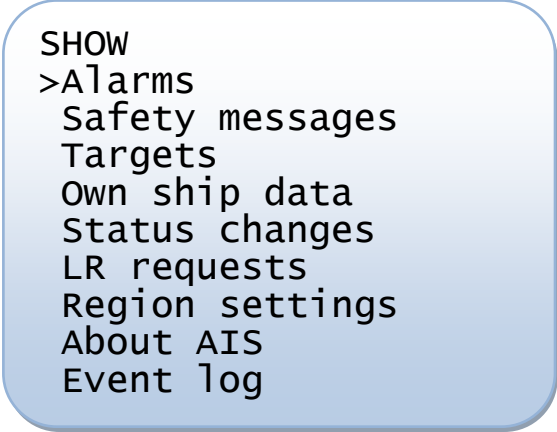 SHOW
>Alarms
Safety messages
Targets
Own ship data
Status changes
LR requests
Region settings
About AIS
Event log